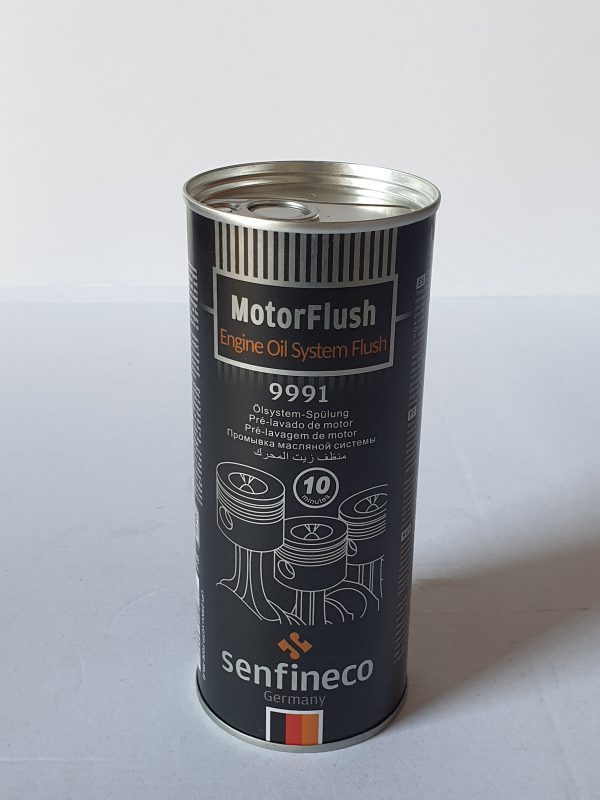 MotorFlush
Engine Oil System Flush
9991
Ölsystem-Spülung
Pré-lavado de motor
Pré-lavagem de motor
Промывка масляной системы
منظف زيت المحرك
10
minutes
senfineco
Germany